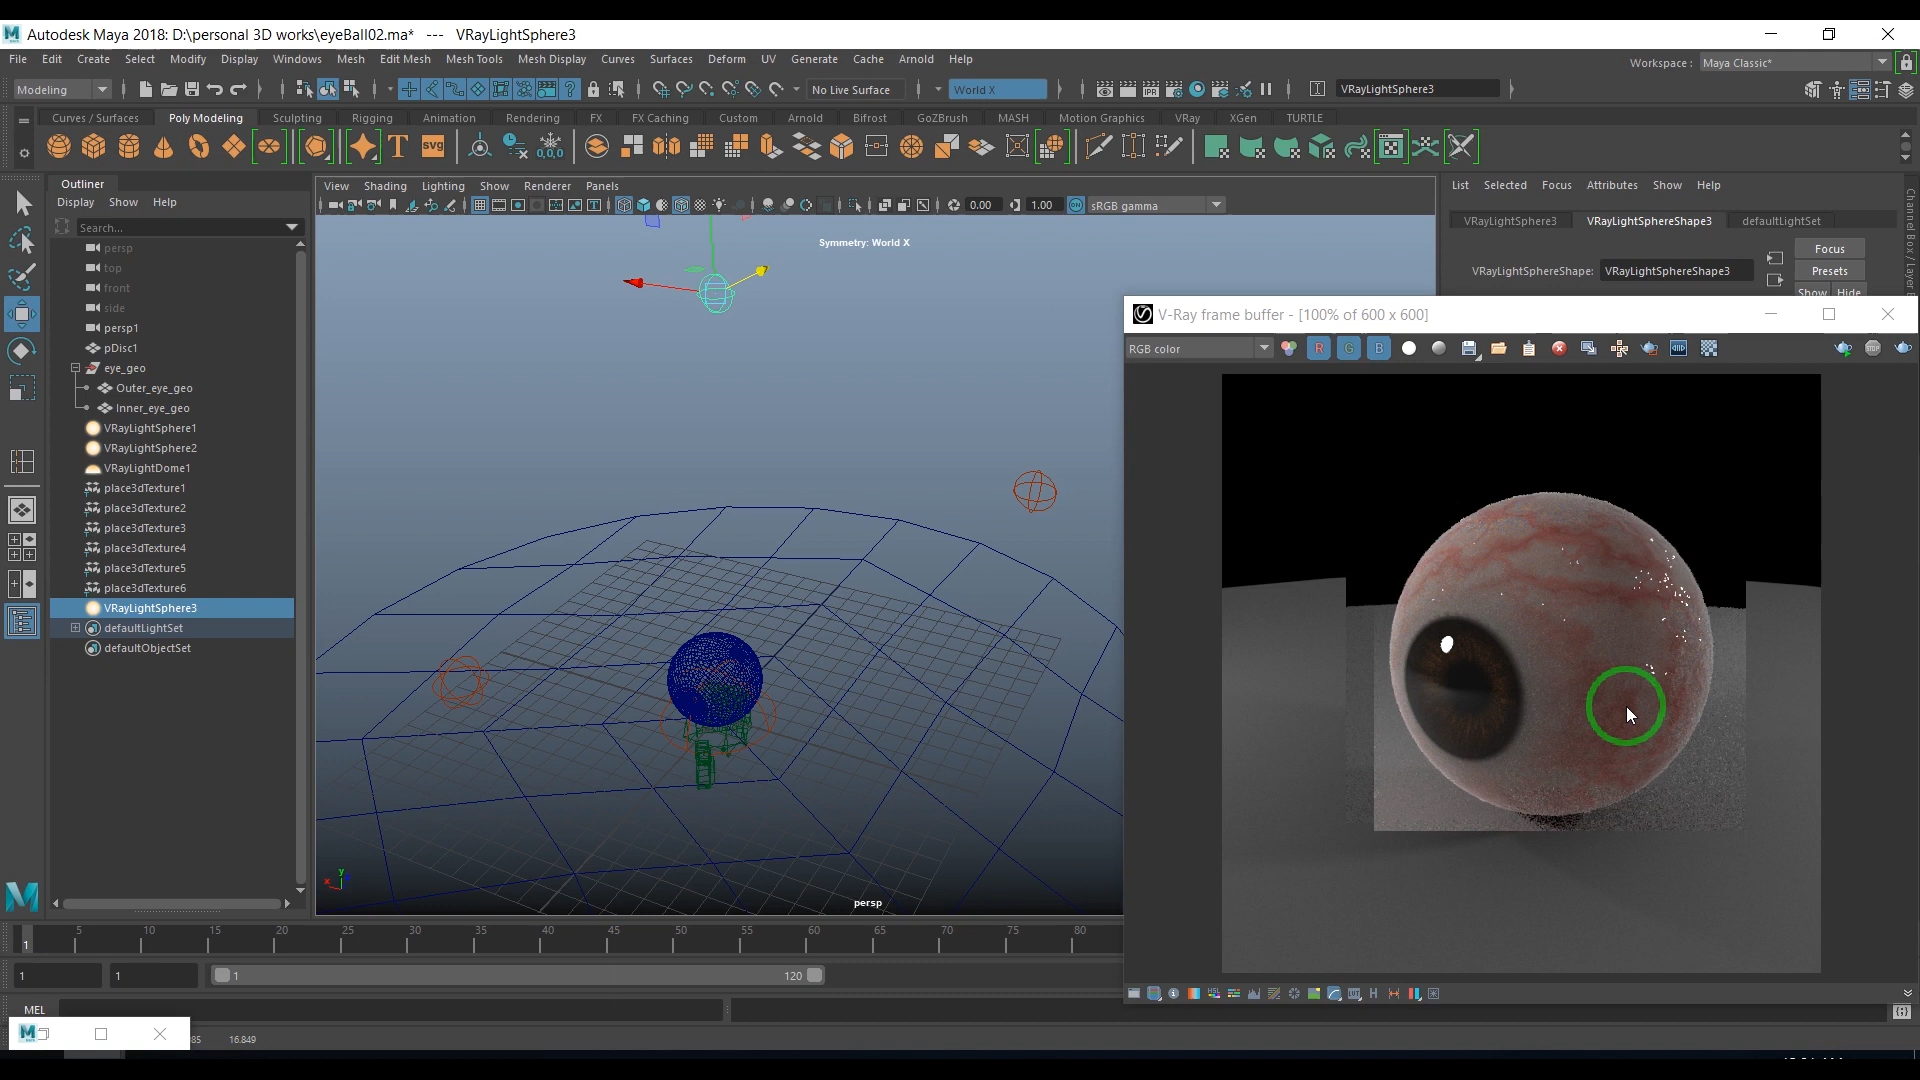 Autodesk Maya 2018: D:\personal 3D works\eyeBall02.ma* --- VRayLightSphere3
File Edit Create Select Modify Display Windows Mesh Edit Mesh Mesh Tools Mesh Display Curves Surfaces Deform UV Generate Cache Arnold Help
Workspace : Maya Classic*
Modeling No Live Surface World X VRayLightSphere3
Curves / Surfaces Poly Modeling Sculpting Rigging Animation Rendering FX FX Caching Custom Arnold Bifrost GoZBrush MASH Motion Graphics VRay XGen TURTLE
SVG
0,0,0
Outliner
Display Show Help
Search...
persp
top
front
side
persp1
pDisc1
eye_geo
Outer_eye_geo
Inner_eye_geo
VRayLightSphere1
VRayLightSphere2
VRayLightDome1
place3dTexture1
place3dTexture2
place3dTexture3
place3dTexture4
place3dTexture5
place3dTexture6
VRayLightSphere3
defaultLightSet
defaultObjectSet
View Shading Lighting Show Renderer Panels
0.00 1.00 sRGB gamma
Symmetry: World X
persp
List Selected Focus Attributes Show Help
VRayLightSphere3 VRayLightSphereShape3 defaultLightSet
VRayLightSphereShape: VRayLightSphereShape3
Focus
Presets
Show Hide
V-Ray frame buffer - [100% of 600 x 600]
RGB color R G B
1 5 10 15 20 25 30 35 40 45 50 55 60 65 70 75 80
1 1 1 120
MEL
16.849